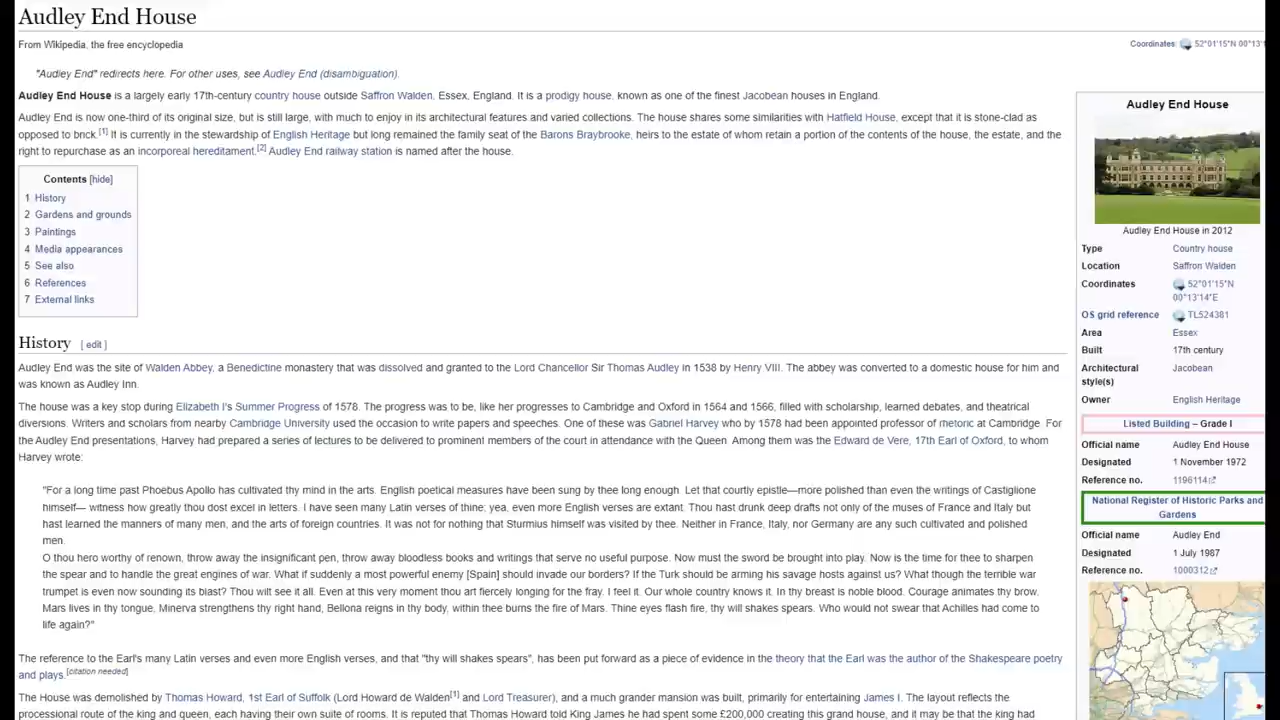 Audley End House
From Wikipedia, the free encyclopedia
Coordinates: 52°01′15″N 00°13′1
"Audley End" redirects here. For other uses, see Audley End (disambiguation).
Audley End House is a largely early 17th-century country house outside Saffron Walden, Essex, England. It is a prodigy house, known as one of the finest Jacobean houses in England.
Audley End is now one-third of its original size, but is still large, with much to enjoy in its architectural features and varied collections. The house shares some similarities with Hatfield House, except that it is stone-clad as
opposed to brick.[1] It is currently in the stewardship of English Heritage but long remained the family seat of the Barons Braybrooke, heirs to the estate of whom retain a portion of the contents of the house, the estate, and the
right to repurchase as an incorporeal hereditament.[2] Audley End railway station is named after the house.
Contents [hide]
1 History
2 Gardens and grounds
3 Paintings
4 Media appearances
5 See also
6 References
7 External links
History [ edit ]
Audley End was the site of Walden Abbey, a Benedictine monastery that was dissolved and granted to the Lord Chancellor Sir Thomas Audley in 1538 by Henry VIII. The abbey was converted to a domestic house for him and
was known as Audley Inn.
The house was a key stop during Elizabeth I's Summer Progress of 1578. The progress was to be, like her progresses to Cambridge and Oxford in 1564 and 1566, filled with scholarship, learned debates, and theatrical
diversions. Writers and scholars from nearby Cambridge University used the occasion to write papers and speeches. One of these was Gabriel Harvey who by 1578 had been appointed professor of rhetoric at Cambridge. For
the Audley End presentations, Harvey had prepared a series of lectures to be delivered to prominent members of the court in attendance with the Queen. Among them was the Edward de Vere, 17th Earl of Oxford, to whom
Harvey wrote:
"For a long time past Phoebus Apollo has cultivated thy mind in the arts. English poetical measures have been sung by thee long enough. Let that courtly epistle—more polished than even the writings of Castiglione
himself— witness how greatly thou dost excel in letters. I have seen many Latin verses of thine; yea, even more English verses are extant. Thou hast drunk deep drafts not only of the muses of France and Italy but
hast learned the manners of many men, and the arts of foreign countries. It was not for nothing that Sturmius himself was visited by thee. Neither in France, Italy, nor Germany are any such cultivated and polished
men.
O thou hero worthy of renown, throw away the insignificant pen, throw away bloodless books and writings that serve no useful purpose. Now must the sword be brought into play. Now is the time for thee to sharpen
the spear and to handle the great engines of war. What if suddenly a most powerful enemy [Spain] should invade our borders? If the Turk should be arming his savage hosts against us? What though the terrible war
trumpet is even now sounding its blast? Thou wilt see it all. Even at this very moment thou art fiercely longing for the fray. I feel it. Our whole country knows it. In thy breast is noble blood. Courage animates thy brow.
Mars lives in thy tongue, Minerva strengthens thy right hand, Bellona reigns in thy body, within thee burns the fire of Mars. Thine eyes flash fire, thy will shakes spears. Who would not swear that Achilles had come to
life again?"
The reference to the Earl's many Latin verses and even more English verses, and that "thy will shakes spears", has been put forward as a piece of evidence in the theory that the Earl was the author of the Shakespeare poetry
and plays.[citation needed]
The House was demolished by Thomas Howard, 1st Earl of Suffolk (Lord Howard de Walden[1] and Lord Treasurer), and a much grander mansion was built, primarily for entertaining James I. The layout reflects the
processional route of the king and queen, each having their own suite of rooms. It is reputed that Thomas Howard told King James he had spent some £200,000 creating this grand house, and it may be that the king had
Audley End House
Audley End House in 2012
Type Country house
Location Saffron Walden
Coordinates 52°01′15″N
00°13′14″E
OS grid reference TL524381
Area Essex
Built 17th century
Architectural Jacobean
style(s)
Owner English Heritage
Listed Building – Grade I
Official name Audley End House
Designated 1 November 1972
Reference no. 1196114
National Register of Historic Parks and
Gardens
Official name Audley End
Designated 1 July 1987
Reference no. 1000312